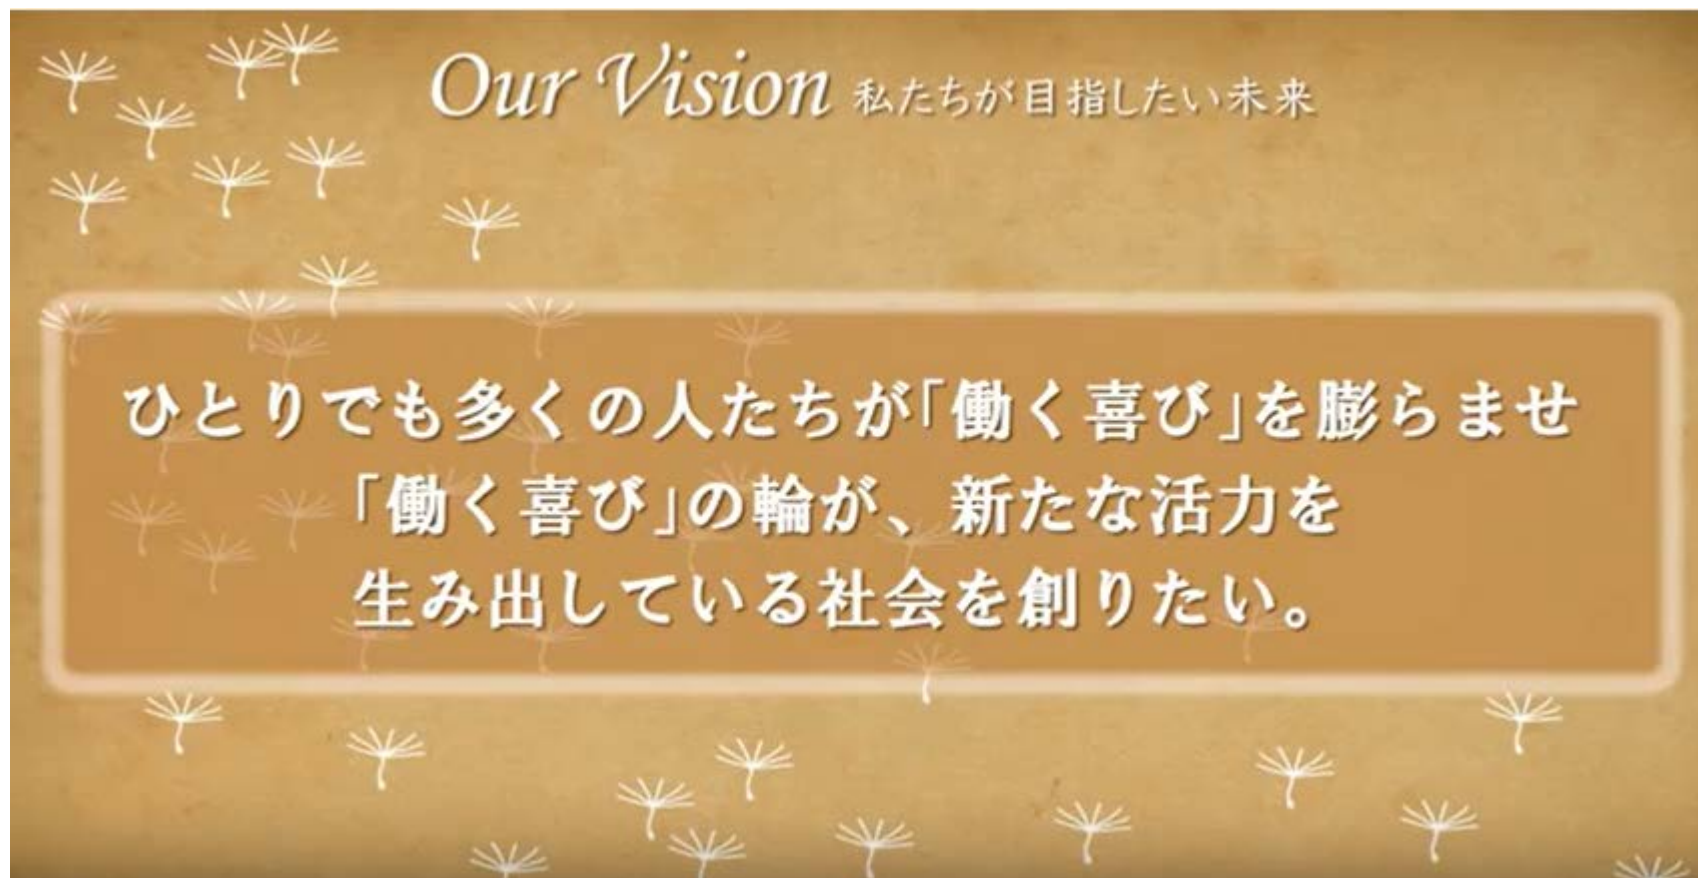 Our Vision 私たちが目指したい未来
ひとりでも多くの人たちが「働く喜び」を膨らませ
「働く喜び」の輪が、新たな活力を
生み出している社会を創りたい。